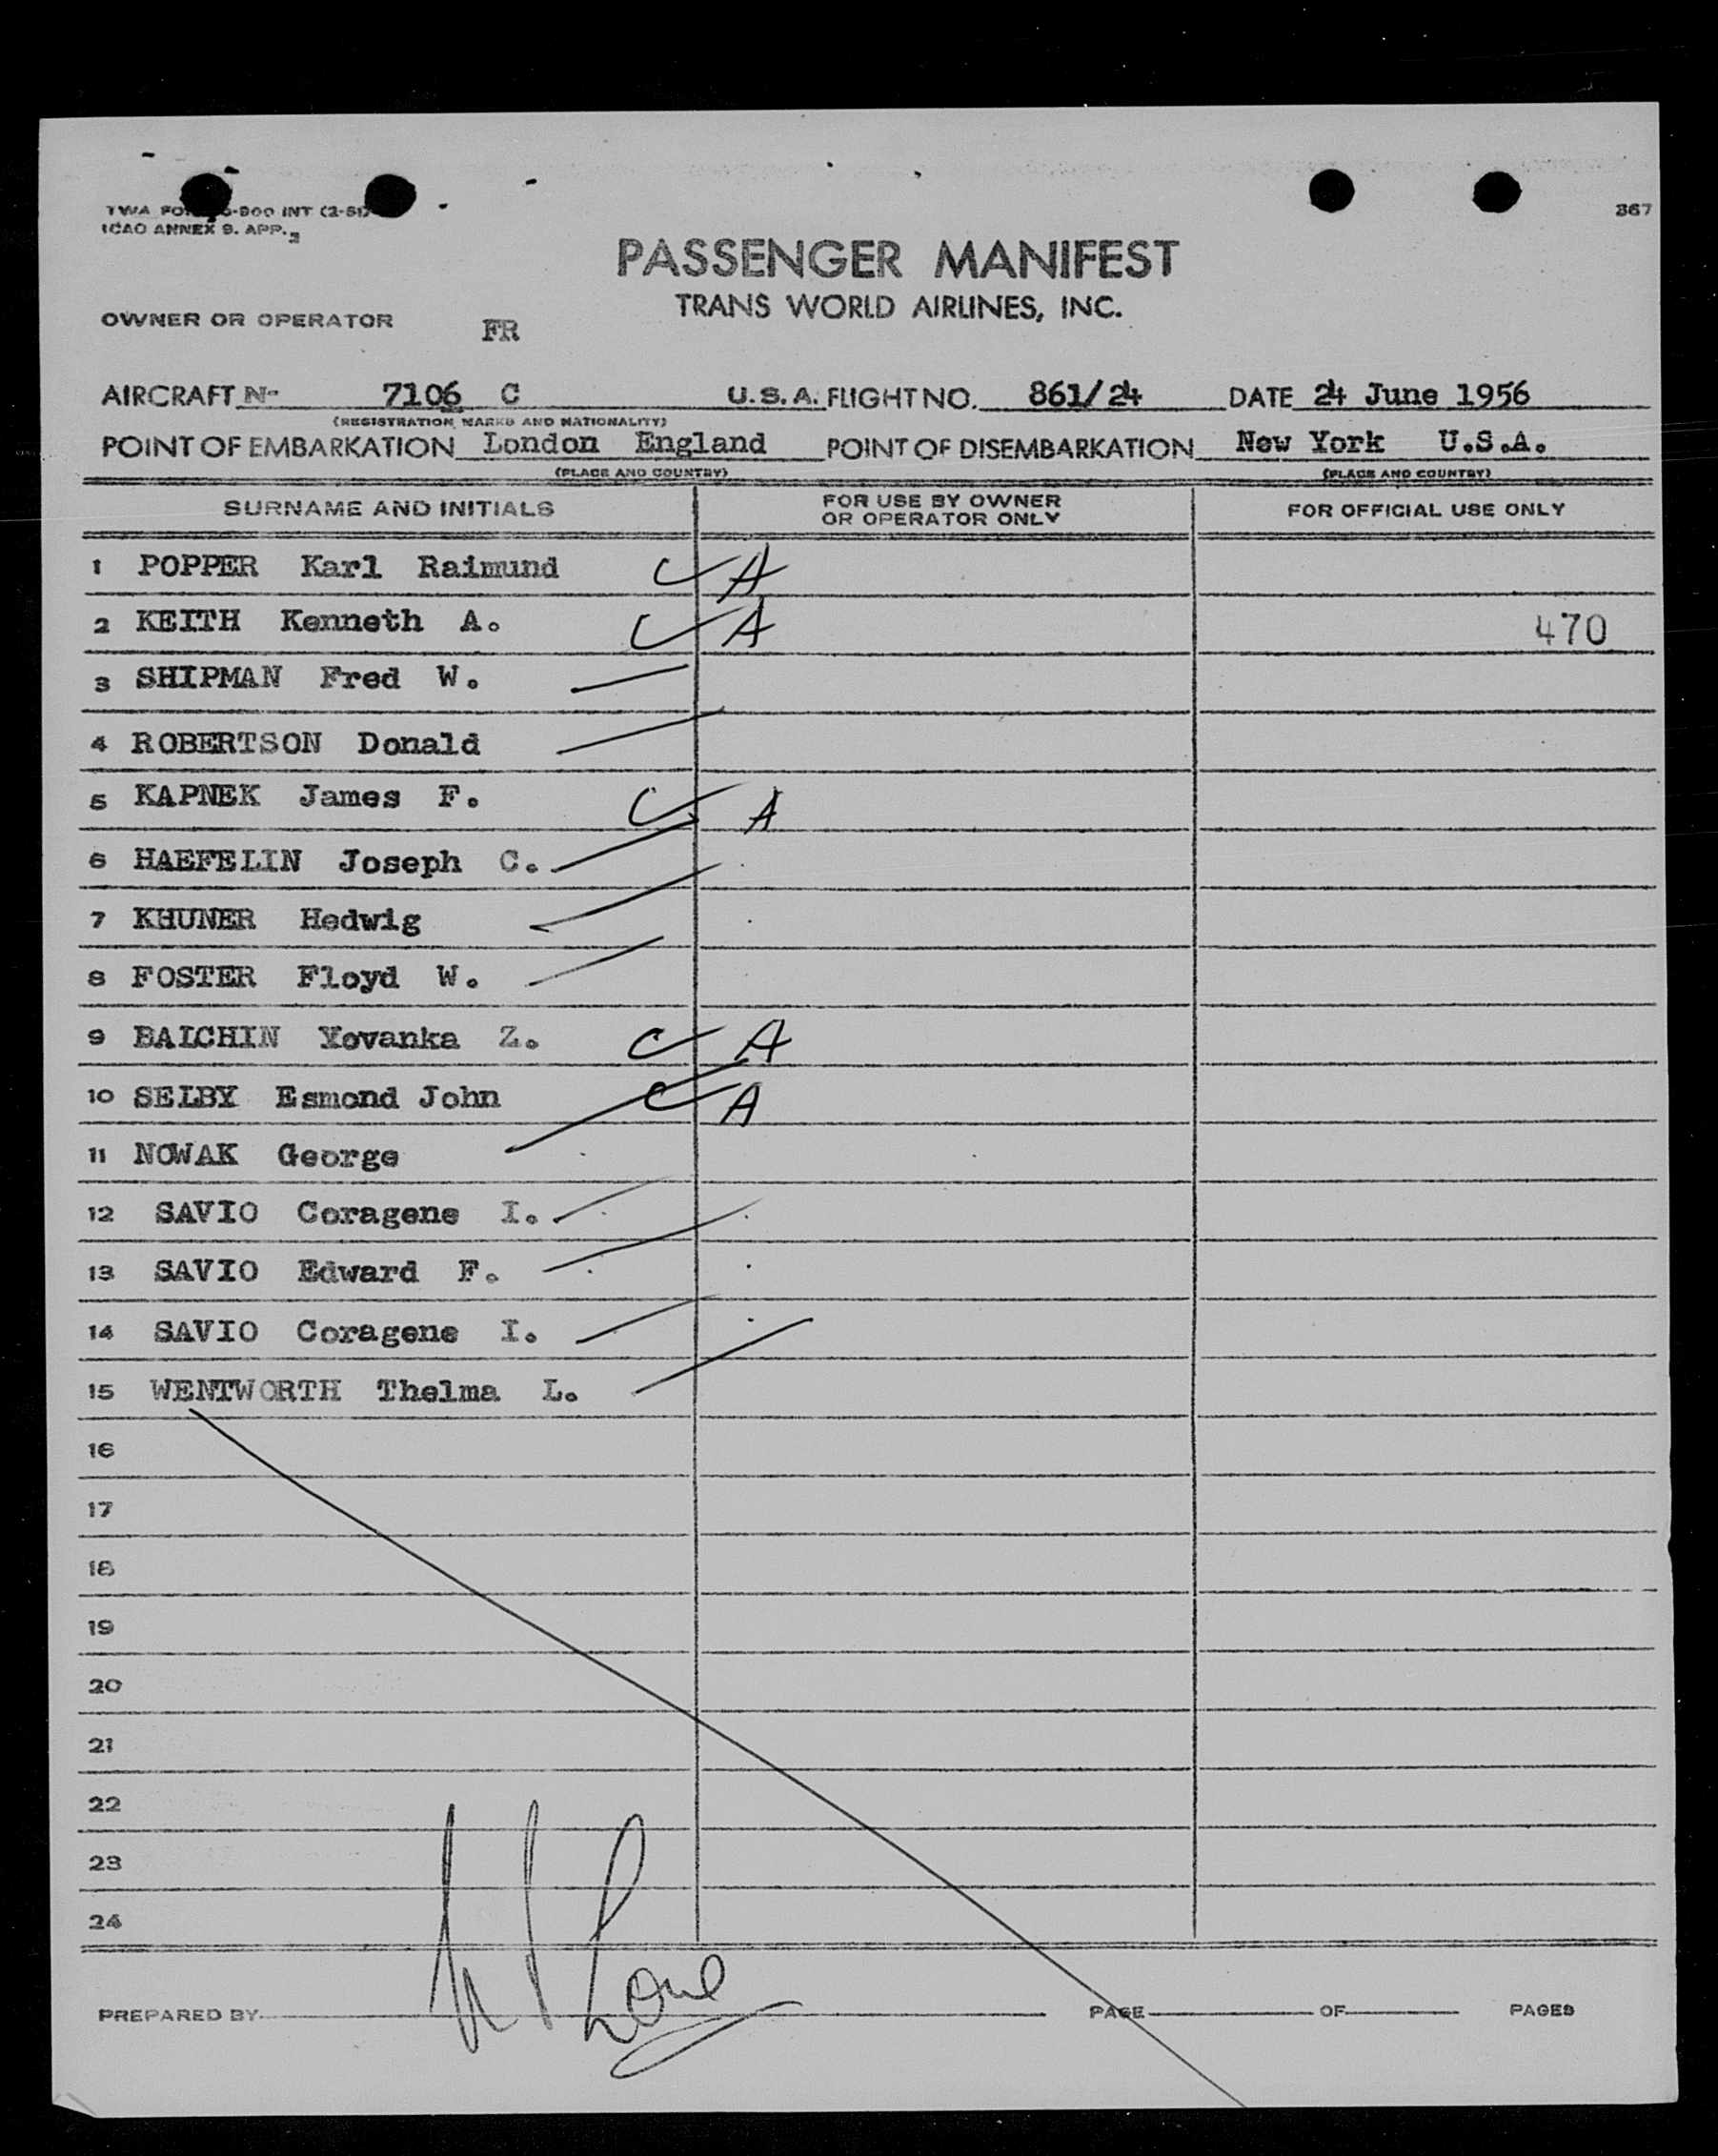 TWA FO 0-900 INT (2-51)
ICAO ANNEX 9. APP. 3
367
PASSENGER MANIFEST
TRANS WORLD AIRLINES, INC.
OWNER OR OPERATOR FR
AIRCRAFT N- 7106 C U.S.A. FLIGHT NO. 861/24 DATE 24 June 1956
(REGISTRATION MARKS AND NATIONALITY)
POINT OF EMBARKATION London England POINT OF DISEMBARKATION New York U.S.A.
(PLACE AND COUNTRY) (PLACE AND COUNTRY)
SURNAME AND INITIALS FOR USE BY OWNER OR OPERATOR ONLY FOR OFFICIAL USE ONLY
1 POPPER Karl Raimund C A
2 KEITH Kenneth A. C A 470
3 SHIPMAN Fred W.
4 ROBERTSON Donald
5 KAPNEK James F. C A
6 HAEFELIN Joseph C.
7 KHUNER Hedwig
8 FOSTER Floyd W.
9 BALCHIN Yovanka Z. C A
10 SELBY Esmond John C A
11 NOWAK George
12 SAVIO Coragene I.
13 SAVIO Edward F.
14 SAVIO Coragene I.
15 WENTWORTH Thelma L.
16
17
18
19
20
21
22
23
24
PREPARED BY PAGE OF PAGES